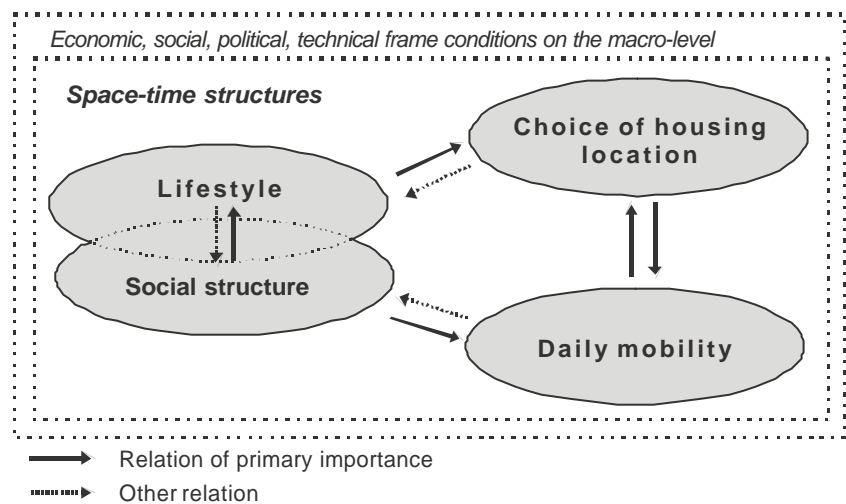 Economic, social, political, technical frame conditions on the macro-level
Space-time structures
Choice of housing
location
Lifestyle
Social structure
Daily mobility
Relation of primary importance
Other relation